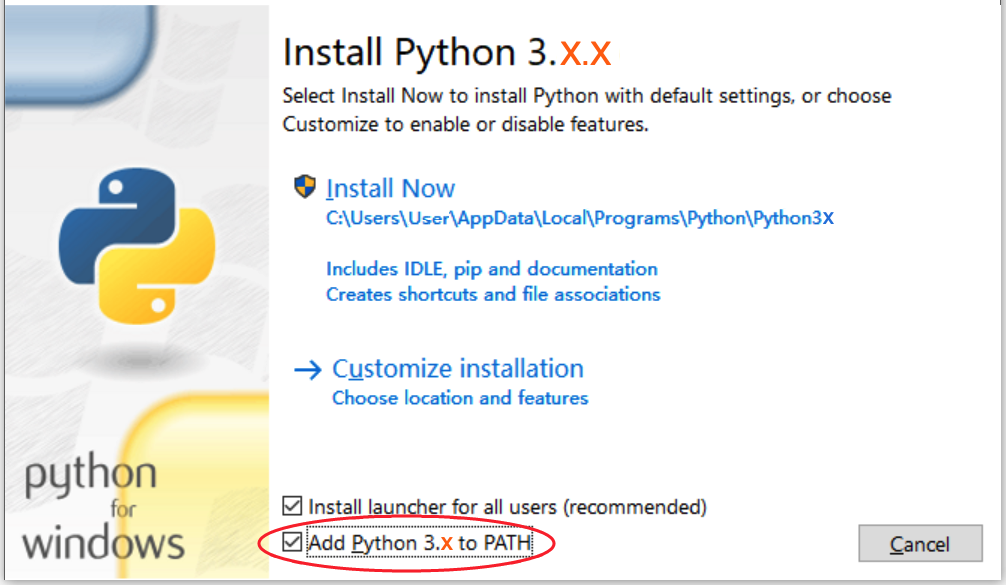 Install Python 3.X.X
Select Install Now to install Python with default settings, or choose
Customize to enable or disable features.
Install Now
C:\Users\User\AppData\Local\Programs\Python\Python3X
Includes IDLE, pip and documentation
Creates shortcuts and file associations
Customize installation
Choose location and features
Install launcher for all users (recommended)
Add Python 3.X to PATH
Cancel
python
for
windows